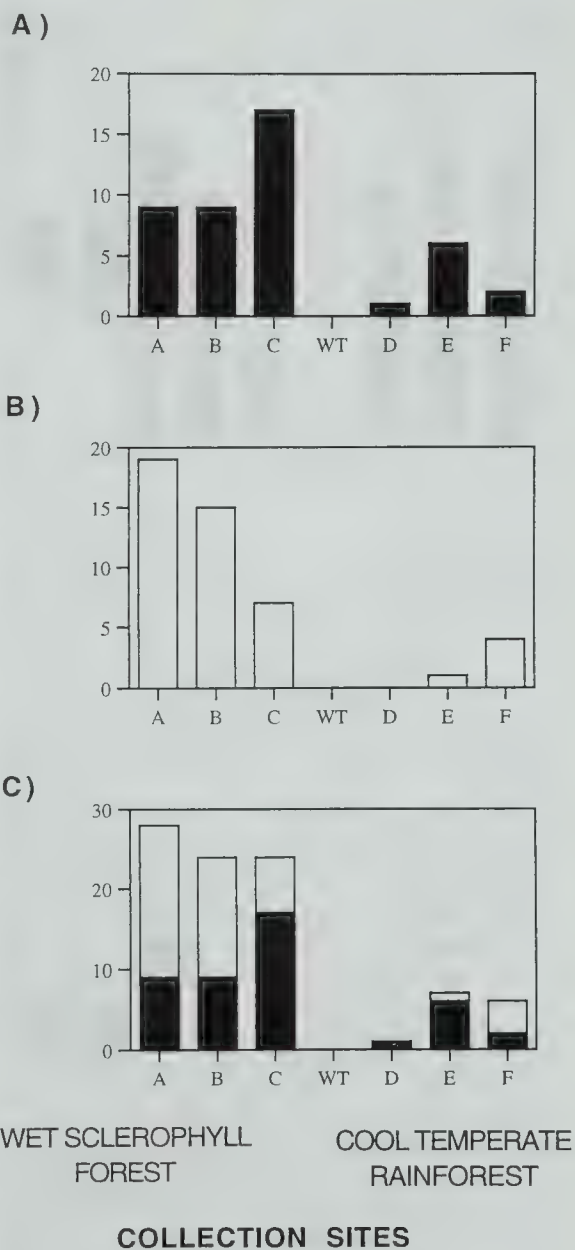 A)
20
15
10
5
0
A B C WT D E F
B)
20
15
10
5
0
A B C WT D E F
C)
30
20
10
0
A B C WT D E F
WET SCLEROPHYLL
FOREST
COOL TEMPERATE
RAINFOREST
COLLECTION SITES